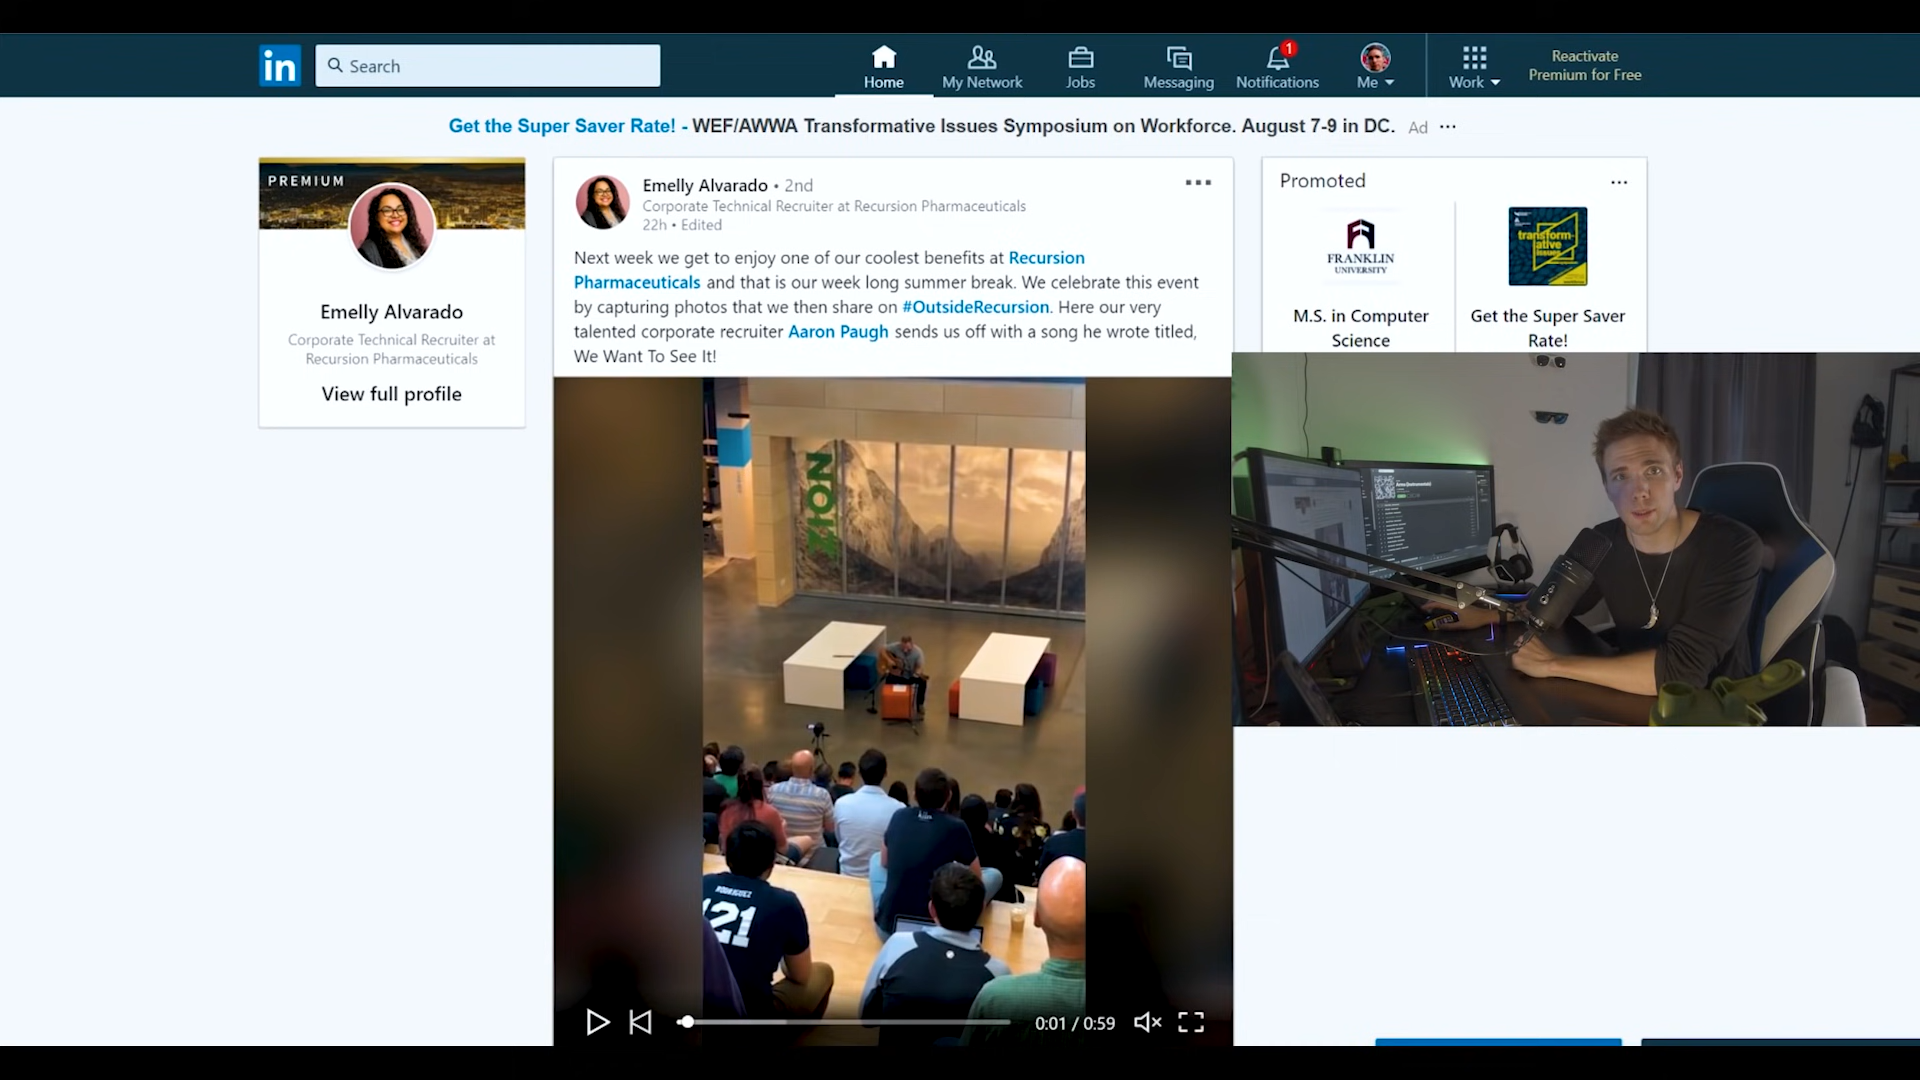 in
Search
Home
My Network
Jobs
Messaging
1
Notifications
Me
Work
Reactivate
Premium for Free
Get the Super Saver Rate! - WEF/AWWA Transformative Issues Symposium on Workforce. August 7-9 in DC. Ad
PREMIUM
Emelly Alvarado
Corporate Technical Recruiter at
Recursion Pharmaceuticals
View full profile
Emelly Alvarado • 2nd
Corporate Technical Recruiter at Recursion Pharmaceuticals
22h • Edited
Next week we get to enjoy one of our coolest benefits at Recursion
Pharmaceuticals and that is our week long summer break. We celebrate this event
by capturing photos that we then share on #OutsideRecursion. Here our very
talented corporate recruiter Aaron Paugh sends us off with a song he wrote titled,
We Want To See It!
ZION
RODRIGUEZ
21
0:01 / 0:59
Promoted
FRANKLIN
UNIVERSITY
M.S. in Computer
Science
transform-
ative
issues
Get the Super Saver
Rate!